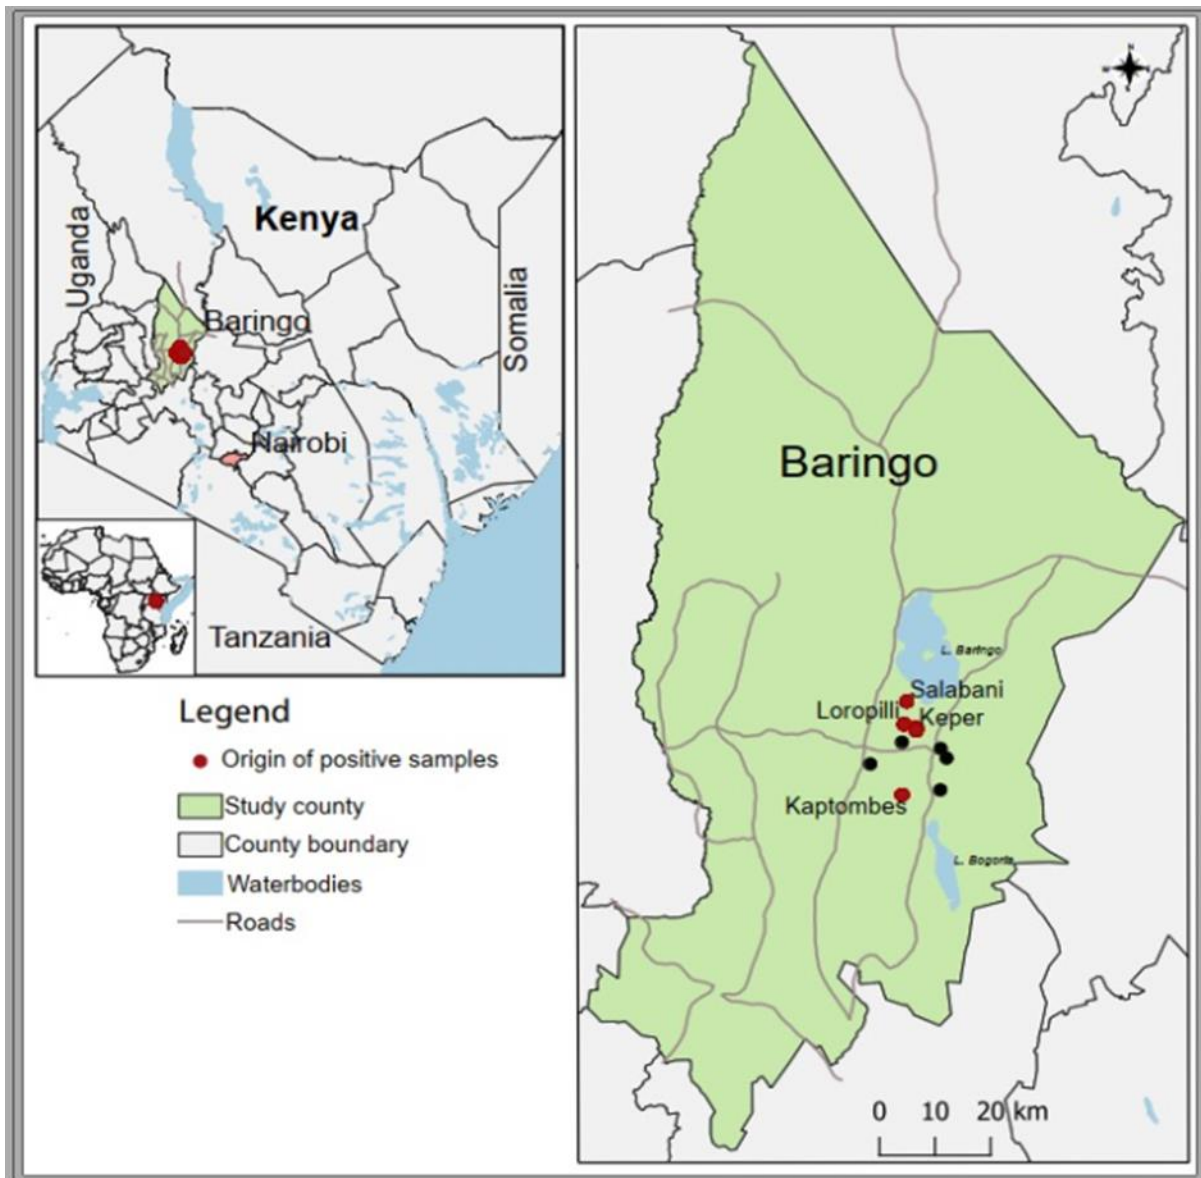 Kenya
Uganda
Somalia
Baringo
Nairobi
Tanzania
Legend
Origin of positive samples
Study county
County boundary
Waterbodies
Roads
N
Baringo
L. Baringo
Salabani
Loropilli
Keper
Kaptombes
L. Bogoria
0 10 20 km